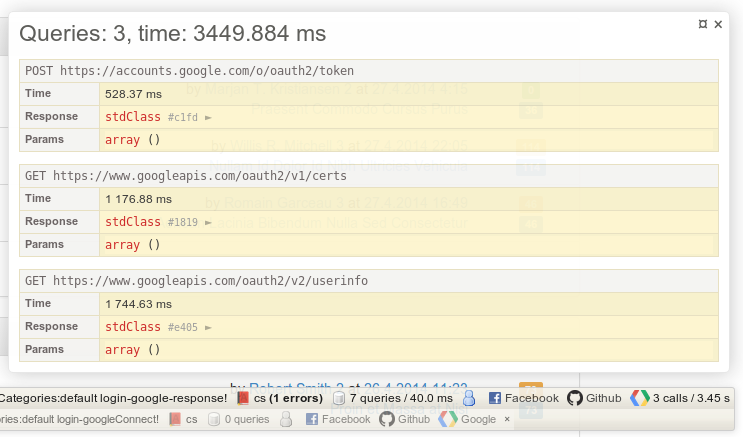 Queries: 3, time: 3449.884 ms
¤ ×
POST https://accounts.google.com/o/oauth2/token
Time 528.37 ms
Response stdClass #c1fd ►
Params array ()
GET https://www.googleapis.com/oauth2/v1/certs
Time 1 176.88 ms
Response stdClass #1819 ►
Params array ()
GET https://www.googleapis.com/oauth2/v2/userinfo
Time 1 744.63 ms
Response stdClass #e405 ►
Params array ()
by Robert Smith 2 at 26.4.2014 11:23
Categories:default login-google-response! cs (1 errors) 7 queries / 40.0 ms Facebook Github 3 calls / 3.45 s
ries:default login-googleConnect! cs 0 queries Facebook Github Google ×